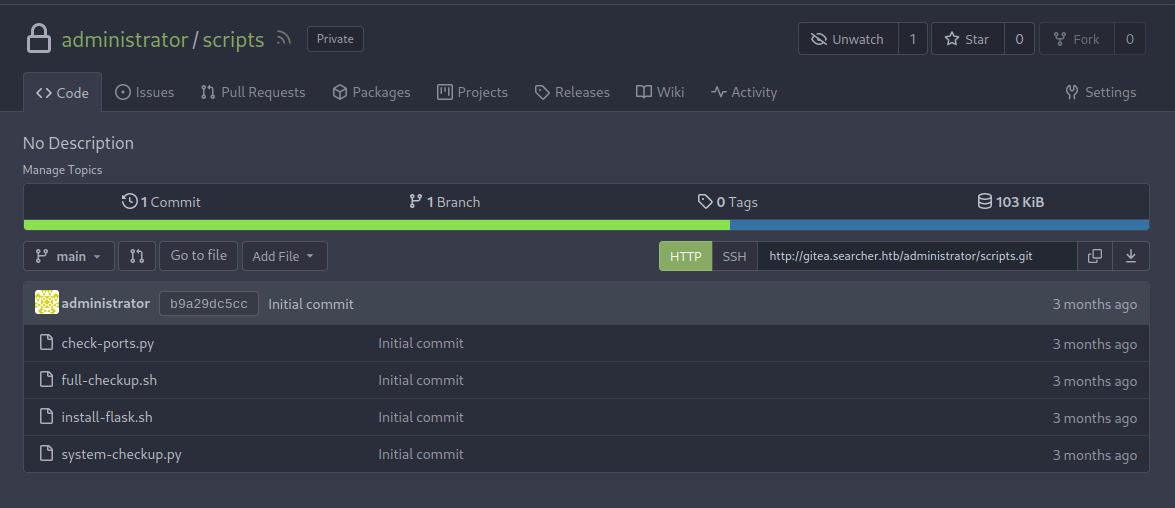 administrator / scripts Private Unwatch 1 Star 0 Fork 0
Code Issues Pull Requests Packages Projects Releases Wiki Activity Settings
No Description
Manage Topics
1 Commit 1 Branch 0 Tags 103 KiB
main Go to file Add File HTTP SSH http://gitea.searcher.htb/administrator/scripts.git
administrator b9a29dc5cc Initial commit 3 months ago
check-ports.py Initial commit 3 months ago
full-checkup.sh Initial commit 3 months ago
install-flask.sh Initial commit 3 months ago
system-checkup.py Initial commit 3 months ago